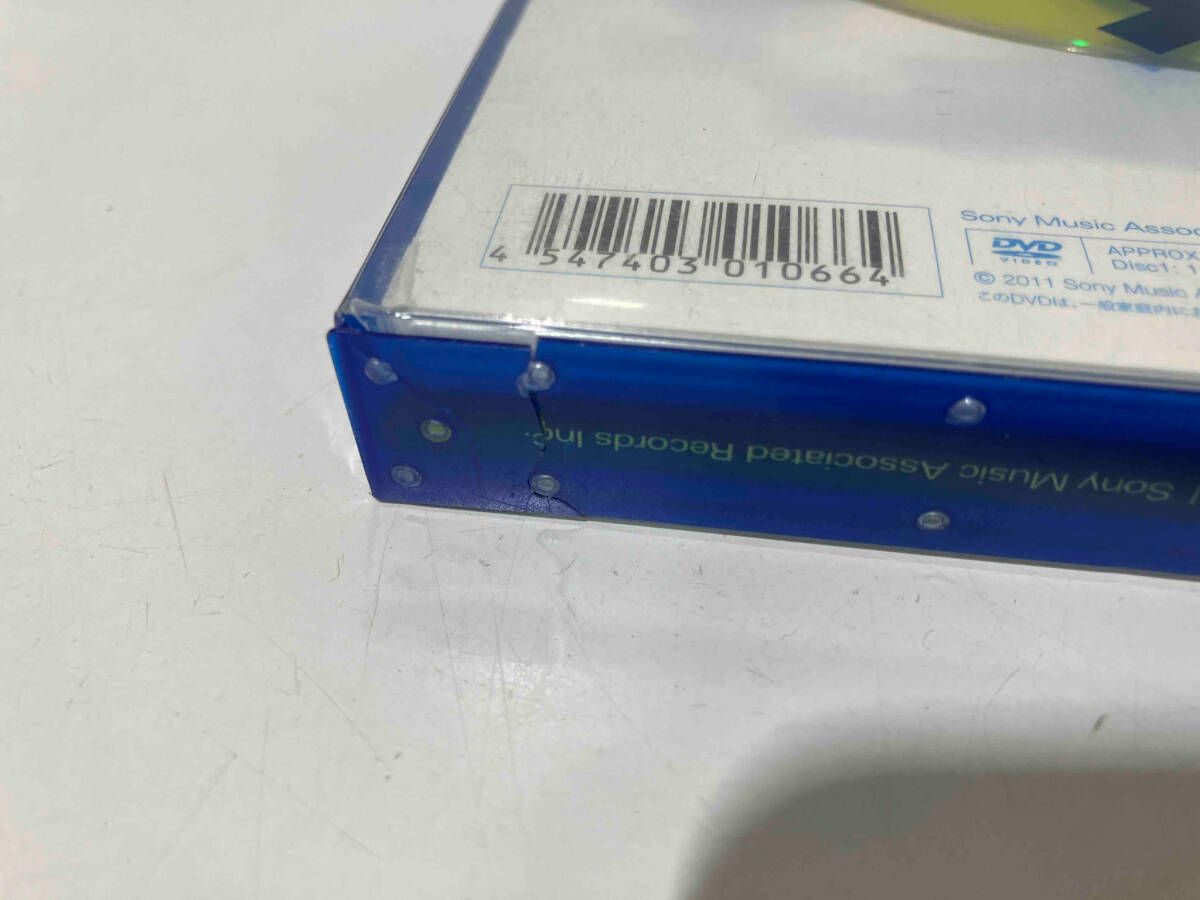 4 547403 010664
Sony Music Assoc
DVD
VIDEO
APPROX
Disc1: 1
© 2011 Sony Music
このDVDは、一般家庭内に
/ Sony Music Associated Records Inc.